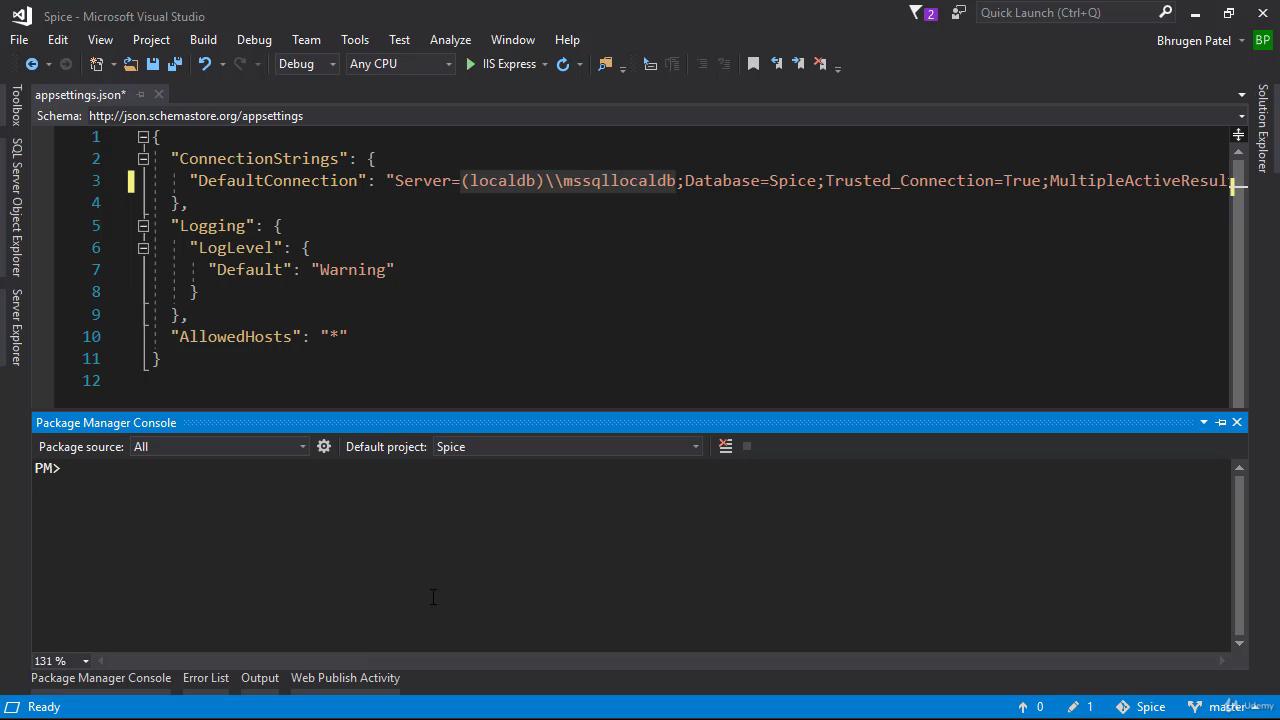 Spice - Microsoft Visual Studio
2
Quick Launch (Ctrl+Q)
File Edit View Project Build Debug Team Tools Test Analyze Window Help
Bhrugen Patel BP
Debug Any CPU IIS Express
Toolbox
SQL Server Object Explorer
Server Explorer
Solution Explorer
appsettings.json*
Schema: http://json.schemastore.org/appsettings
1 {
2 "ConnectionStrings": {
3 "DefaultConnection": "Server=(localdb)\\mssqllocaldb;Database=Spice;Trusted_Connection=True;MultipleActiveResul
4 },
5 "Logging": {
6 "LogLevel": {
7 "Default": "Warning"
8 }
9 },
10 "AllowedHosts": "*"
11 }
12
Package Manager Console
Package source: All Default project: Spice
PM>
131 %
Package Manager Console Error List Output Web Publish Activity
Ready 0 1 Spice master
Udemy